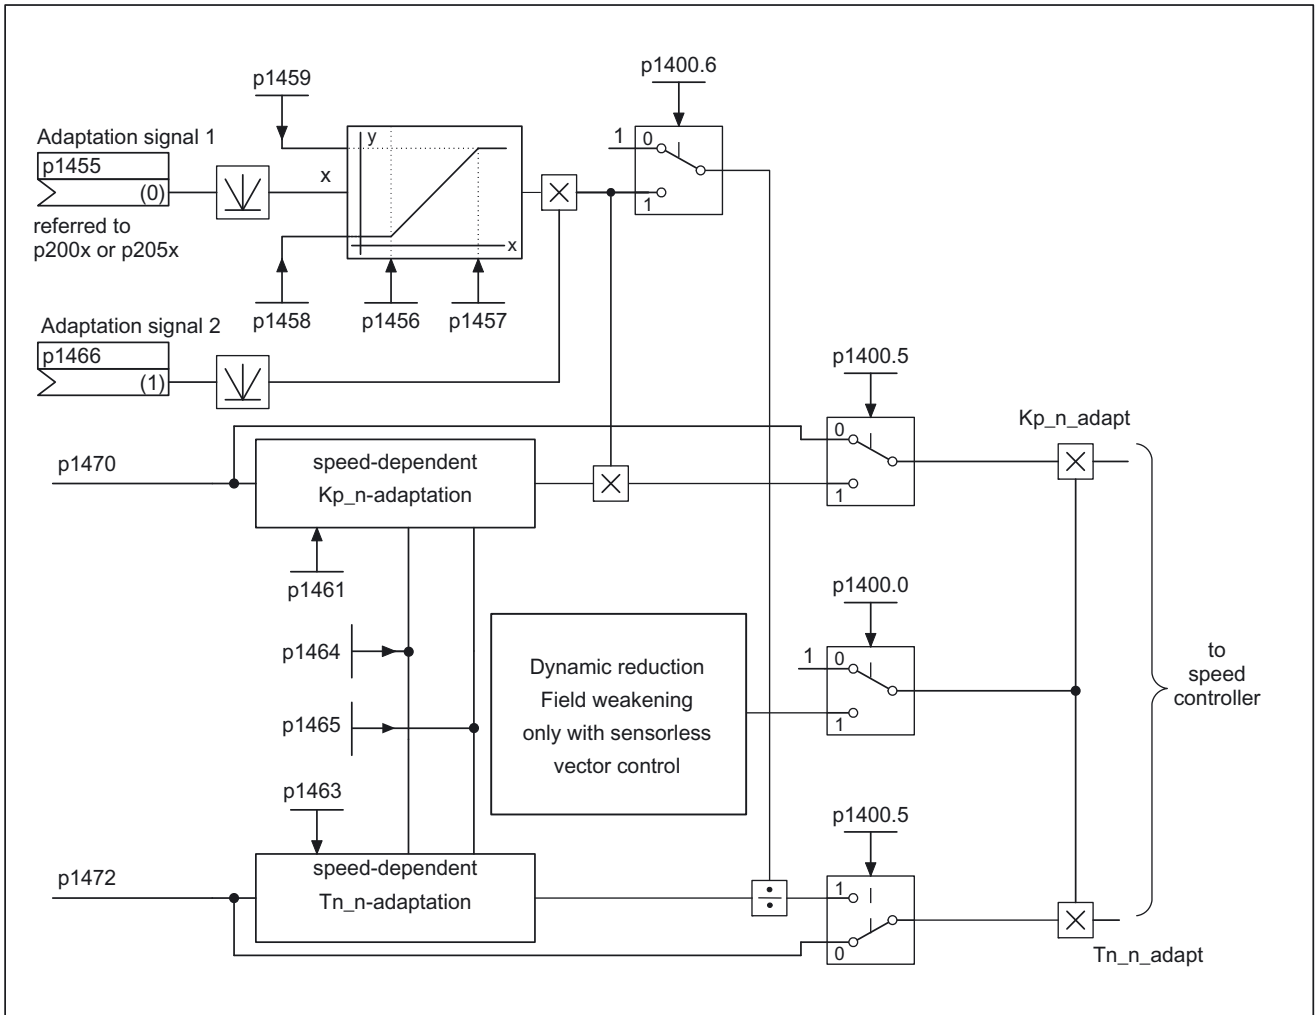 p1459
p1400.6
Adaptation signal 1
p1455
(0)
x
y
x
1
0
1
referred to
p200x or p205x
p1458
p1456
p1457
Adaptation signal 2
p1466
(1)
p1400.5
0
1
Kp_n_adapt
p1470
speed-dependent
Kp_n-adaptation
p1461
p1464
p1465
p1463
Dynamic reduction
Field weakening
only with sensorless
vector control
p1400.0
1
0
1
to
speed
controller
p1400.5
1
0
p1472
speed-dependent
Tn_n-adaptation
Tn_n_adapt